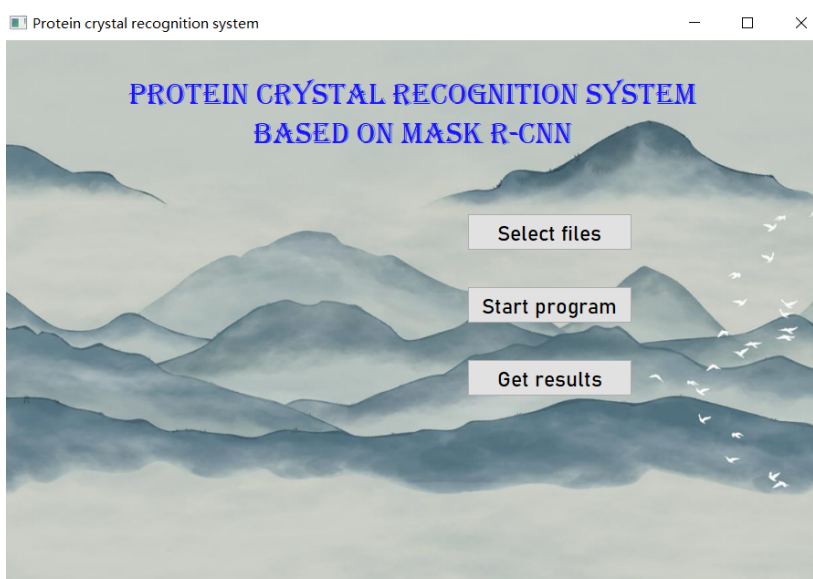 Protein crystal recognition system
PROTEIN CRYSTAL RECOGNITION SYSTEM
BASED ON MASK R-CNN
Select files
Start program
Get results